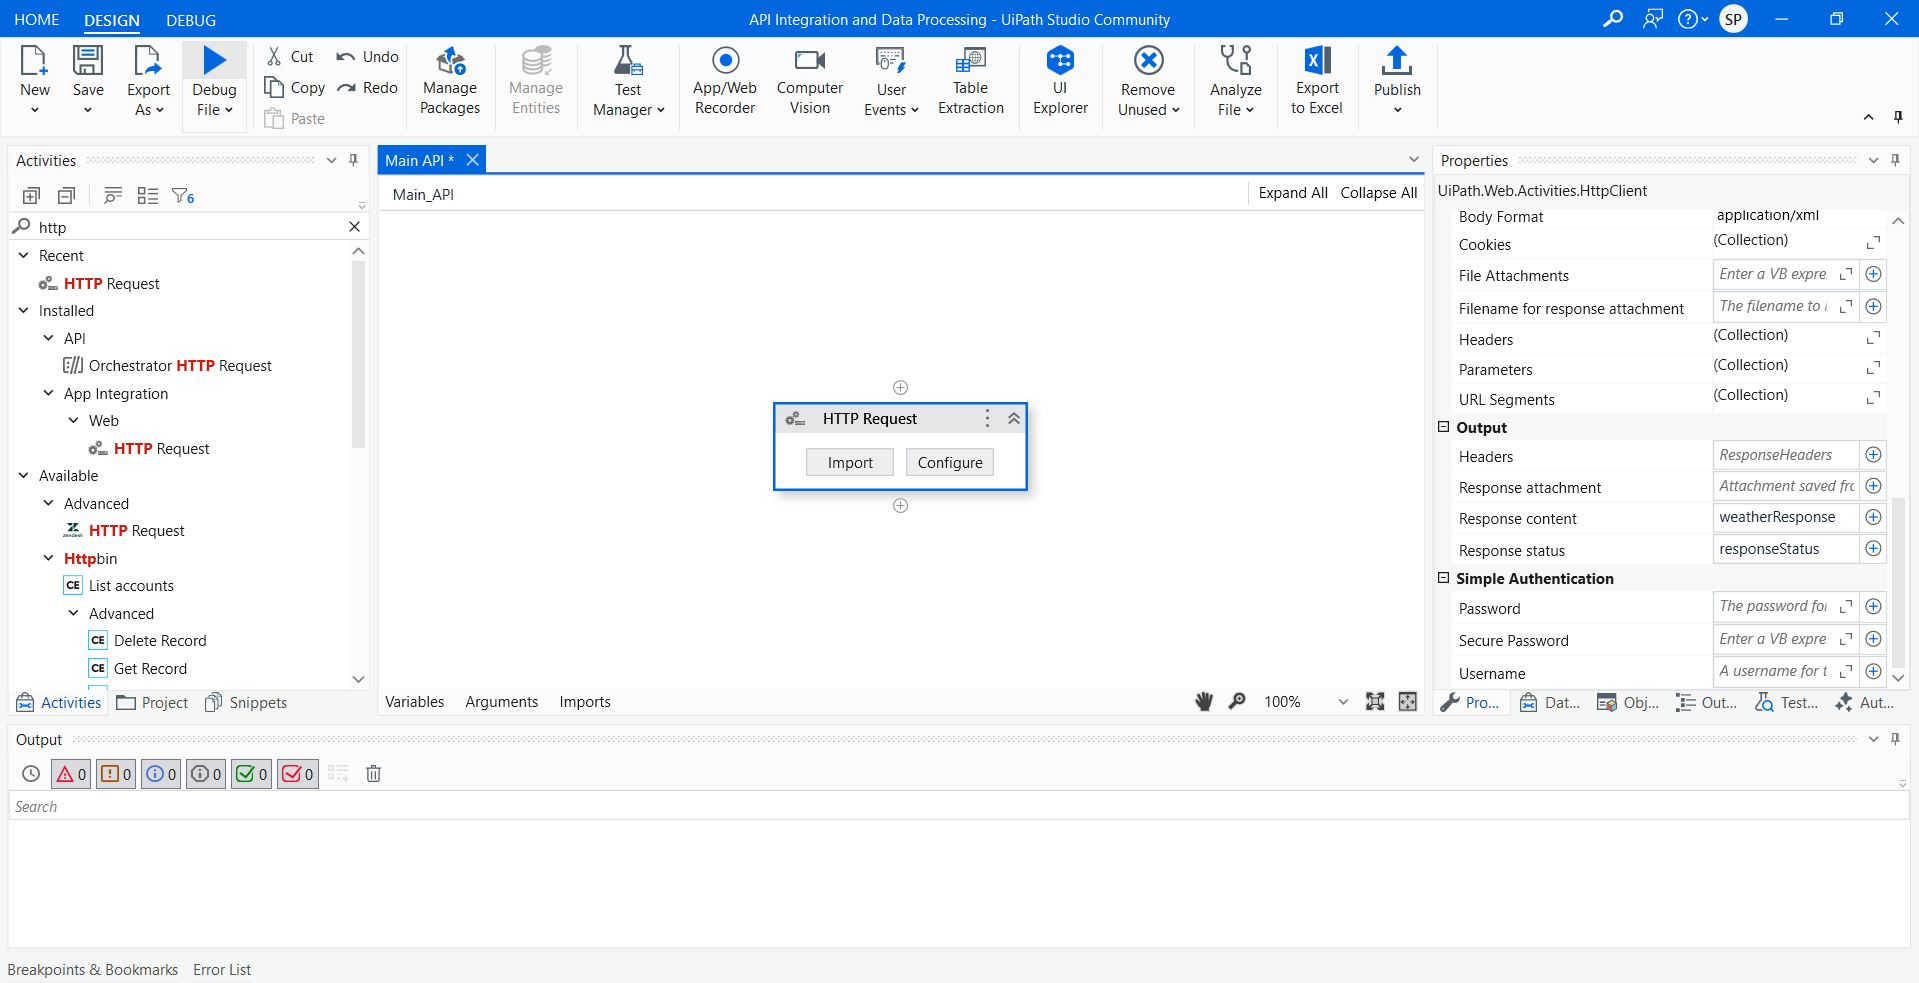 HOME DESIGN DEBUG API Integration and Data Processing - UiPath Studio Community SP
New
Save
Export
As
Debug
File
Cut
Copy
Paste
Undo
Redo
Manage
Packages
Manage
Entities
Test
Manager
App/Web
Recorder
Computer
Vision
User
Events
Table
Extraction
UI
Explorer
Remove
Unused
Analyze
File
Export
to Excel
Publish
Activities
6
http
Recent
HTTP Request
Installed
API
Orchestrator HTTP Request
App Integration
Web
HTTP Request
Available
Advanced
zendesk HTTP Request
Httpbin
CE List accounts
Advanced
CE Delete Record
CE Get Record
Activities Project Snippets
Main API *
Main_API Expand All Collapse All
HTTP Request
Import Configure
Variables Arguments Imports 100%
Properties
UiPath.Web.Activities.HttpClient
Body Format application/xml
Cookies (Collection)
File Attachments Enter a VB expre
Filename for response attachment The filename to
Headers (Collection)
Parameters (Collection)
URL Segments (Collection)
Output
Headers ResponseHeaders
Response attachment Attachment saved frc
Response content weatherResponse
Response status responseStatus
Simple Authentication
Password The password for
Secure Password Enter a VB expre
Username A username for t
Pro... Dat... Obj... Out... Test... Aut...
Output
0 0 0 0 0 0
Search
Breakpoints & Bookmarks Error List